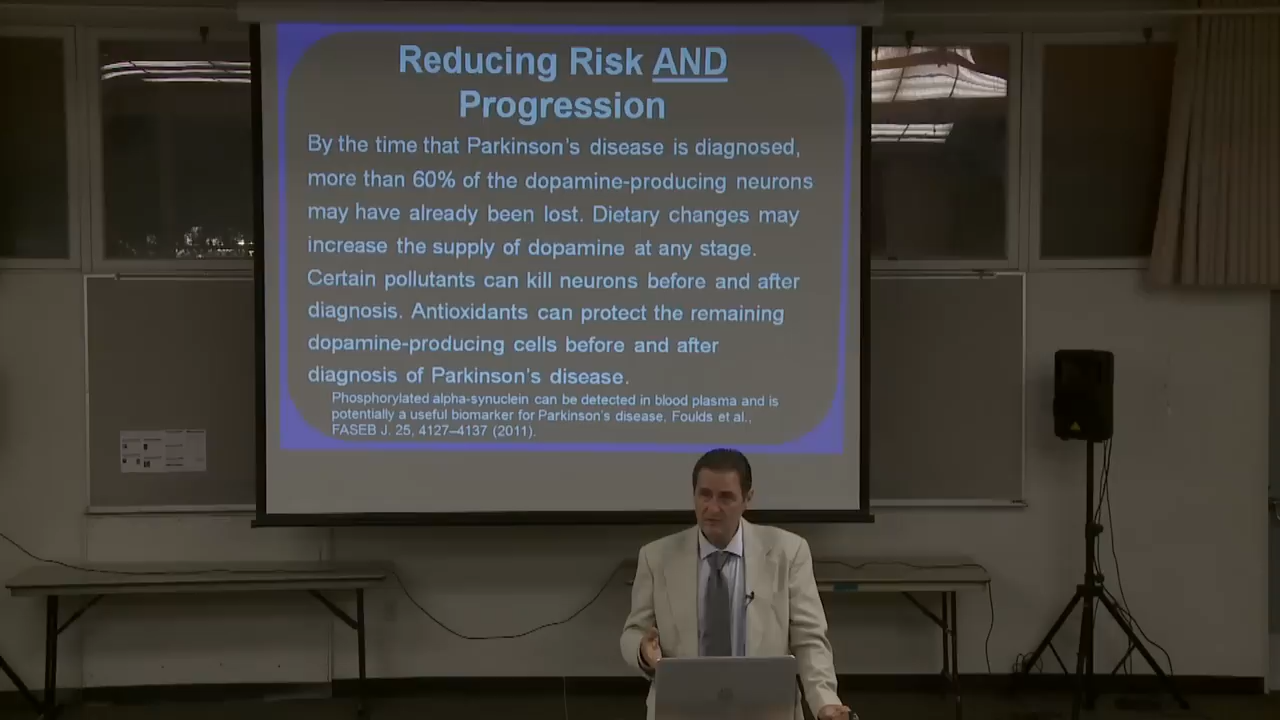 Reducing Risk AND
Progression
By the time that Parkinson's disease is diagnosed,
more than 60% of the dopamine-producing neurons
may have already been lost. Dietary changes may
increase the supply of dopamine at any stage.
Certain pollutants can kill neurons before and after
diagnosis. Antioxidants can protect the remaining
dopamine-producing cells before and after
diagnosis of Parkinson's disease.
Phosphorylated alpha-synuclein can be detected in blood plasma and is
potentially a useful biomarker for Parkinson's disease, Foulds et al.,
FASEB J. 25, 4127–4137 (2011).